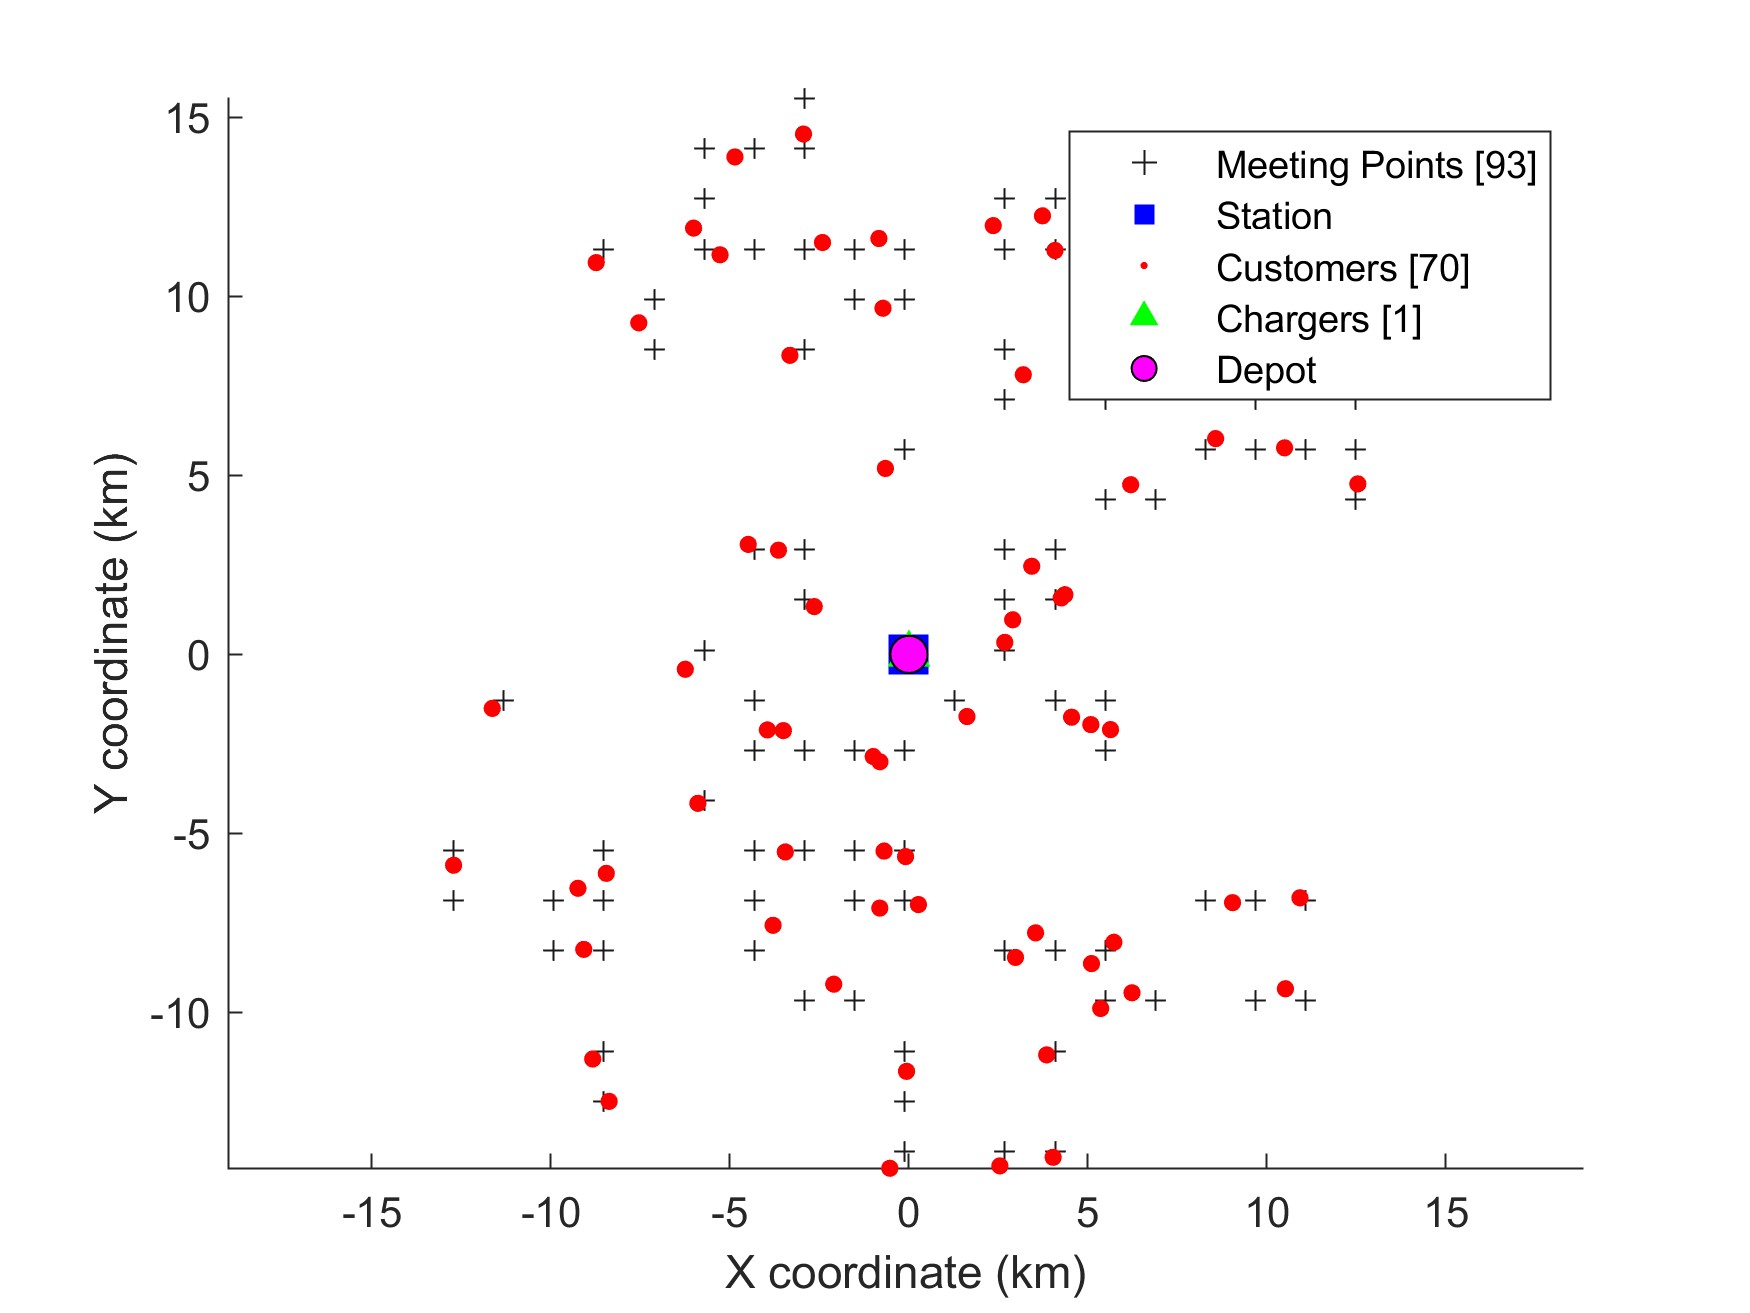 15
10
5
0
-5
-10
Y coordinate (km)
Meeting Points [93]
Station
Customers [70]
Chargers [1]
Depot
-15 -10 -5 0 5 10 15
X coordinate (km)